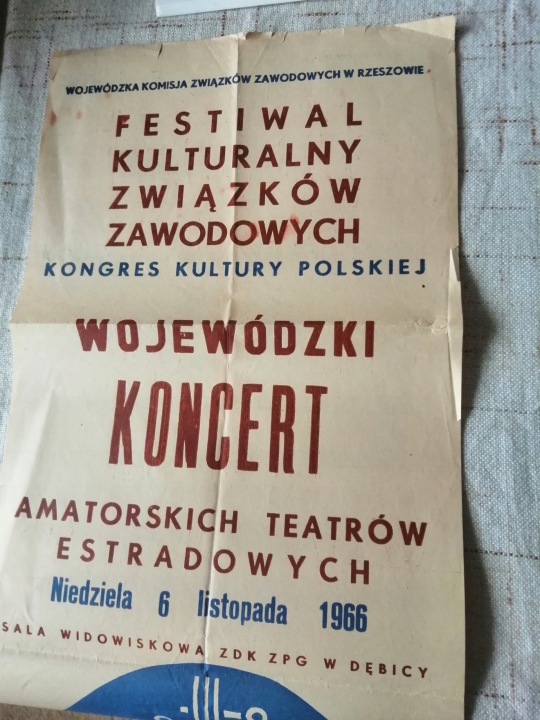 WOJEWÓDZKA KOMISJA ZWIĄZKÓW ZAWODOWYCH W RZESZOWIE
FESTIWAL
KULTURALNY
ZWIĄZKÓW
ZAWODOWYCH
KONGRES KULTURY POLSKIEJ
WOJEWÓDZKI
KONCERT
AMATORSKICH TEATRÓW
ESTRADOWYCH
Niedziela 6 listopada 1966
SALA WIDOWISKOWA ZDK ZPG W DĘBICY